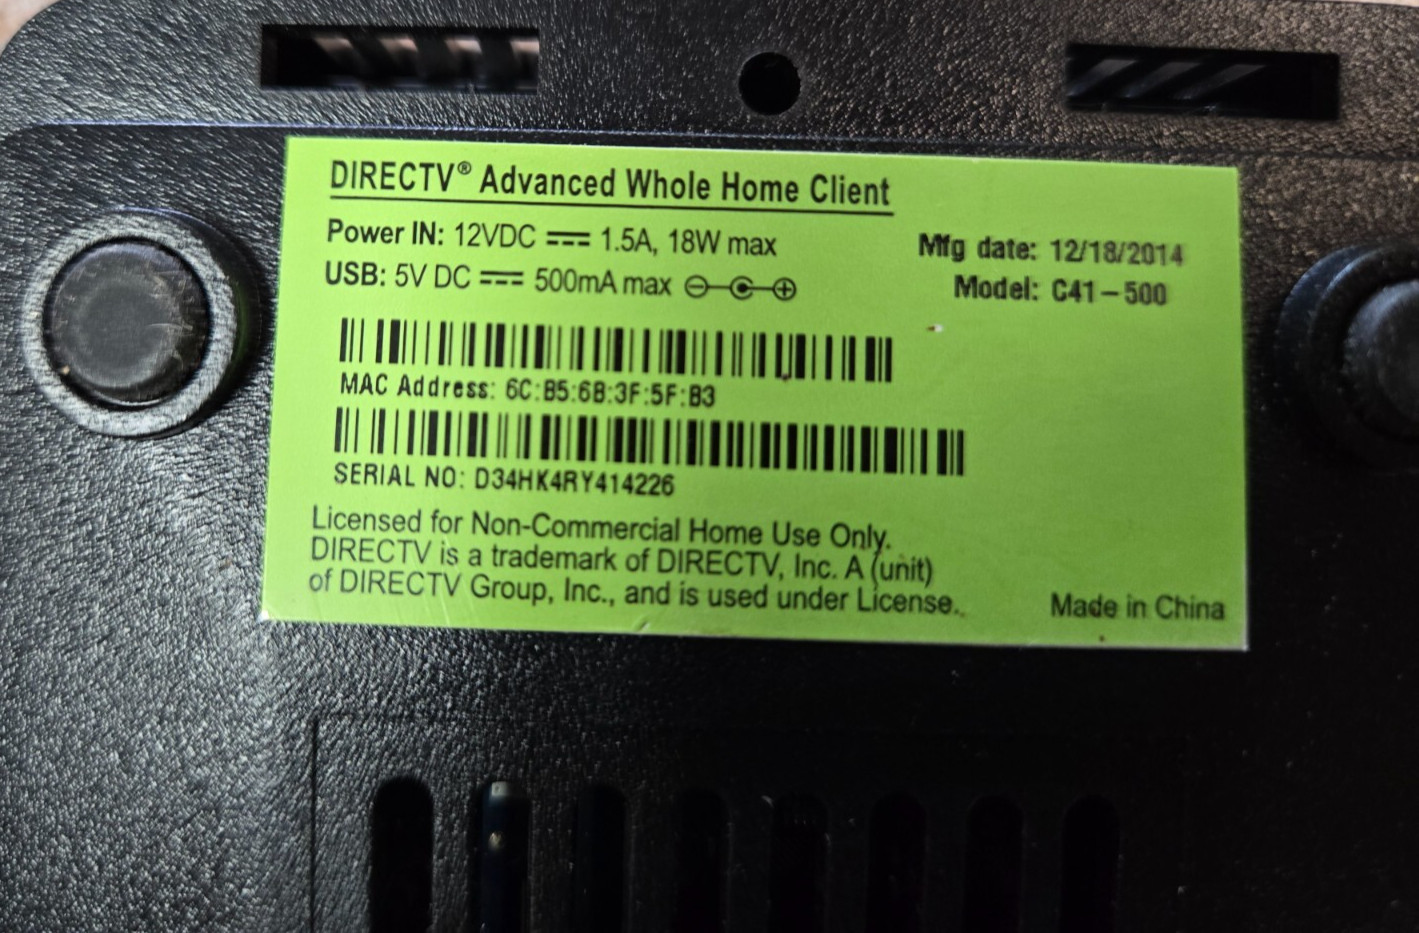 DIRECTV® Advanced Whole Home Client
Power IN: 12VDC ⎓ 1.5A, 18W max
USB: 5V DC ⎓ 500mA max
Mfg date: 12/18/2014
Model: C41-500
MAC Address: 6C:B5:6B:3F:5F:B3
SERIAL NO: D34HK4RY414226
Licensed for Non-Commercial Home Use Only.
DIRECTV is a trademark of DIRECTV, Inc. A (unit)
of DIRECTV Group, Inc., and is used under License.
Made in China